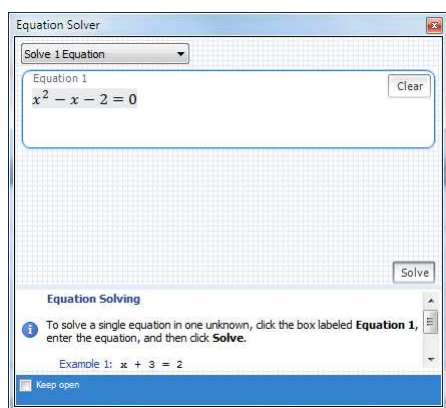 Equation Solver
Solve 1 Equation
Equation 1
Clear
x² − x − 2 = 0
Solve
Equation Solving
To solve a single equation in one unknown, click the box labeled Equation 1,
enter the equation, and then click Solve.
Example 1: x + 3 = 2
Keep open